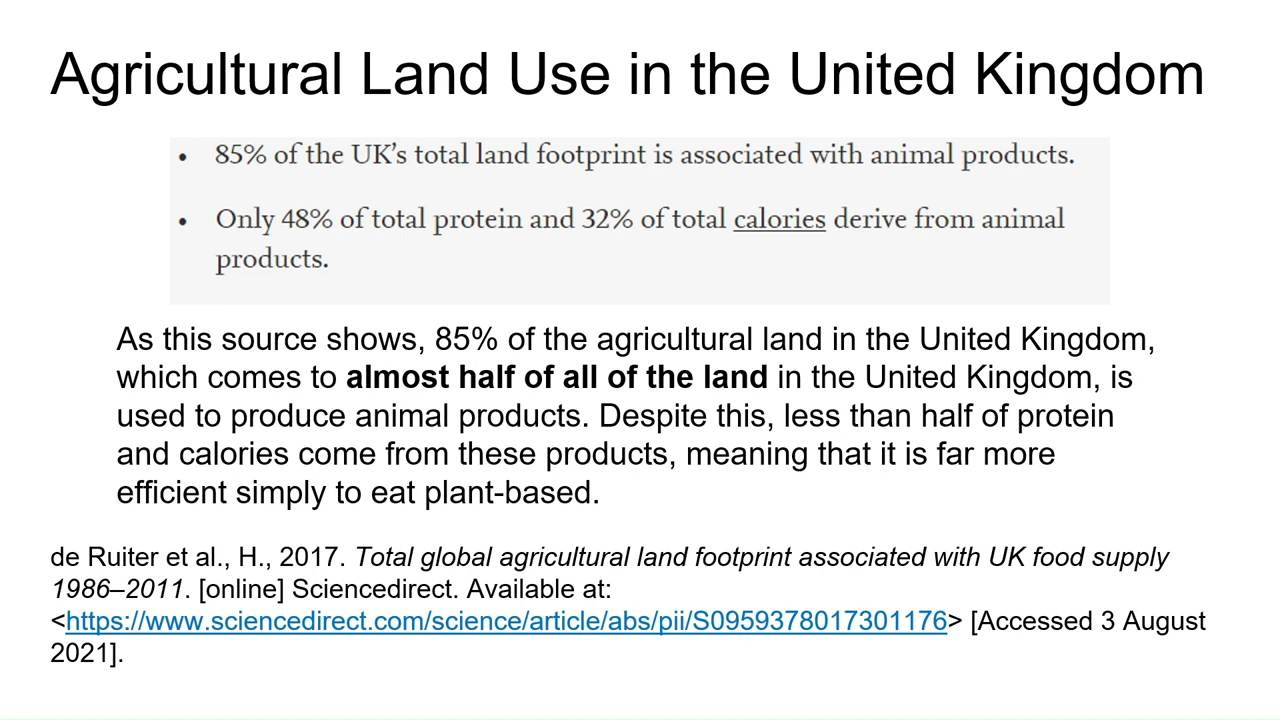 Agricultural Land Use in the United Kingdom
• 85% of the UK's total land footprint is associated with animal products.
• Only 48% of total protein and 32% of total calories derive from animal
products.
As this source shows, 85% of the agricultural land in the United Kingdom,
which comes to almost half of all of the land in the United Kingdom, is
used to produce animal products. Despite this, less than half of protein
and calories come from these products, meaning that it is far more
efficient simply to eat plant-based.
de Ruiter et al., H., 2017. Total global agricultural land footprint associated with UK food supply
1986–2011. [online] Sciencedirect. Available at:
<https://www.sciencedirect.com/science/article/abs/pii/S0959378017301176> [Accessed 3 August
2021].